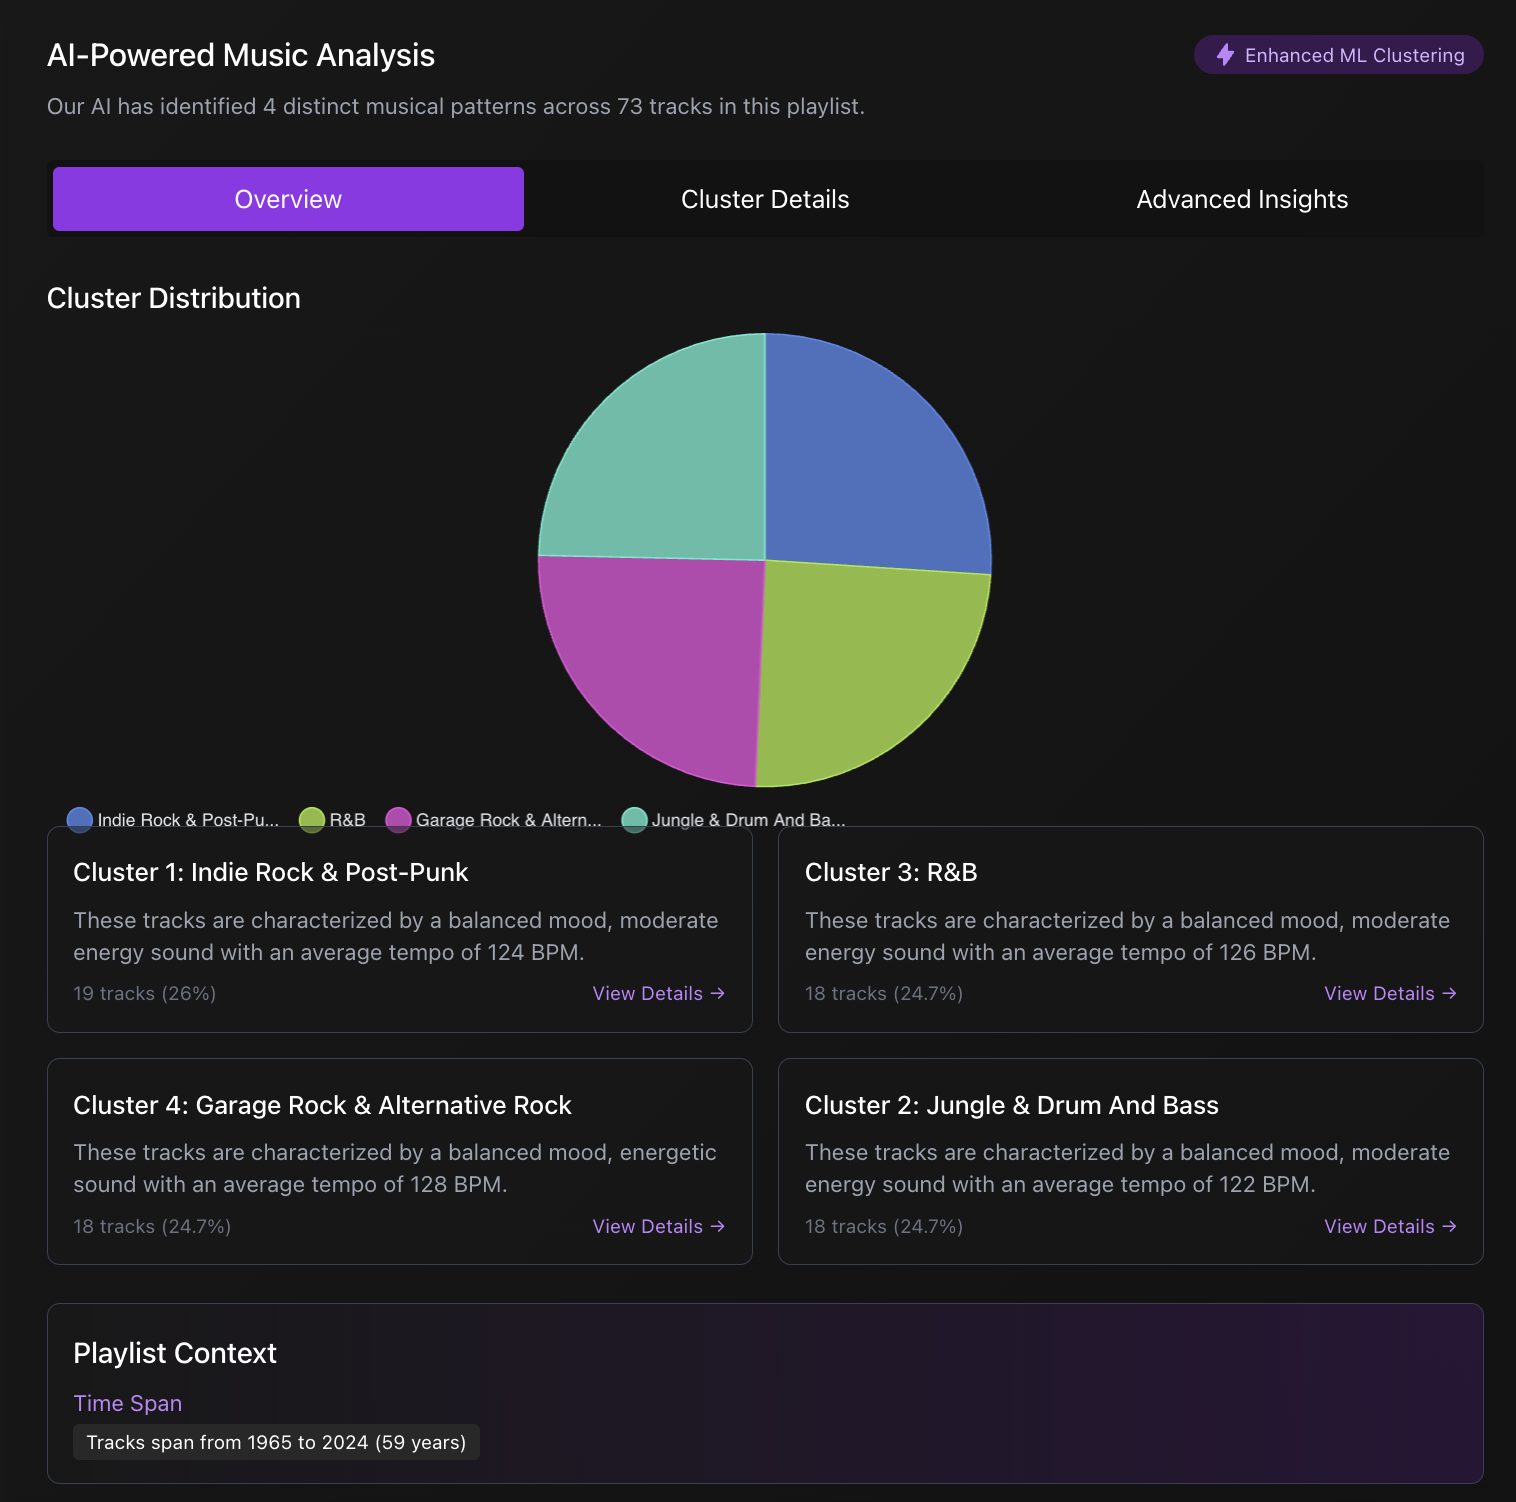 AI-Powered Music Analysis
Enhanced ML Clustering
Our AI has identified 4 distinct musical patterns across 73 tracks in this playlist.
Overview
Cluster Details
Advanced Insights
Cluster Distribution
Indie Rock & Post-Pu...
R&B
Garage Rock & Altern...
Jungle & Drum And Ba...
Cluster 1: Indie Rock & Post-Punk
These tracks are characterized by a balanced mood, moderate
energy sound with an average tempo of 124 BPM.
19 tracks (26%)
View Details →
Cluster 3: R&B
These tracks are characterized by a balanced mood, moderate
energy sound with an average tempo of 126 BPM.
18 tracks (24.7%)
View Details →
Cluster 4: Garage Rock & Alternative Rock
These tracks are characterized by a balanced mood, energetic
sound with an average tempo of 128 BPM.
18 tracks (24.7%)
View Details →
Cluster 2: Jungle & Drum And Bass
These tracks are characterized by a balanced mood, moderate
energy sound with an average tempo of 122 BPM.
18 tracks (24.7%)
View Details →
Playlist Context
Time Span
Tracks span from 1965 to 2024 (59 years)